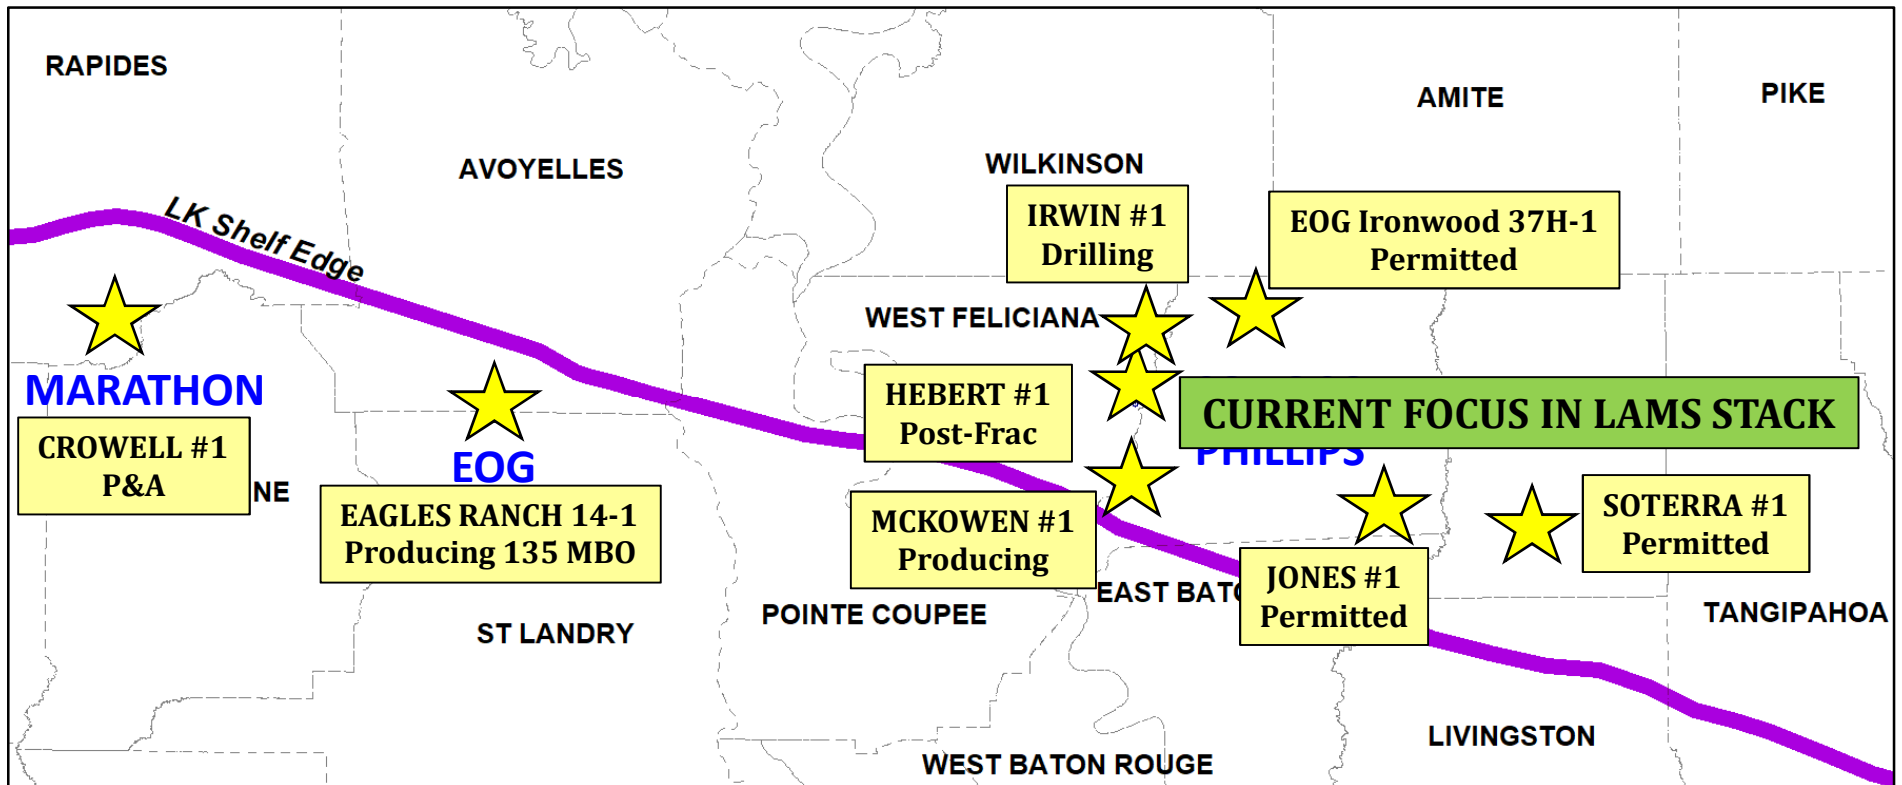 RAPIDES
AMITE
PIKE
AVOYELLES
WILKINSON
LK Shelf Edge
IRWIN #1
Drilling
EOG Ironwood 37H-1
Permitted
WEST FELICIANA
MARATHON
CROWELL #1
P&A
NE
EOG
EAGLES RANCH 14-1
Producing 135 MBO
HEBERT #1
Post-Frac
CURRENT FOCUS IN LAMS STACK
PHILLIPS
MCKOWEN #1
Producing
SOTERRA #1
Permitted
EAST BATO
JONES #1
Permitted
POINTE COUPEE
TANGIPAHOA
ST LANDRY
LIVINGSTON
WEST BATON ROUGE